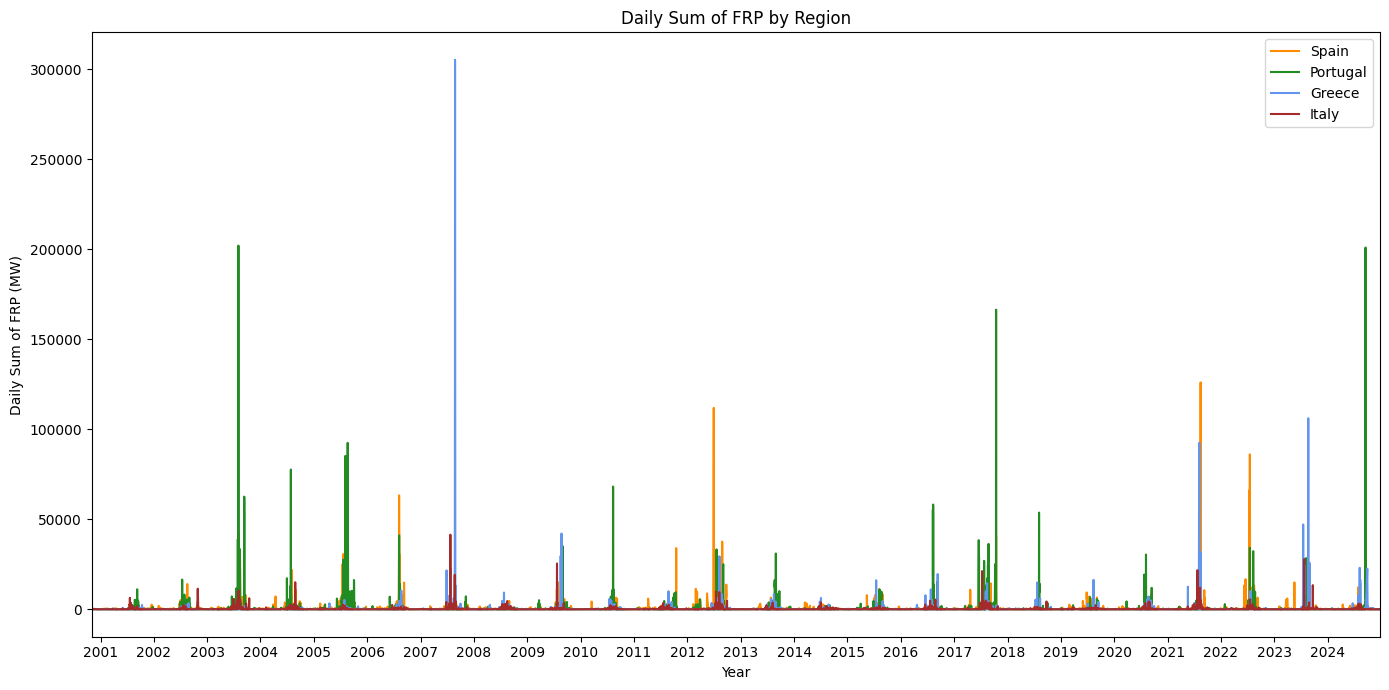 Daily Sum of FRP by Region
Spain
Portugal
Greece
Italy
Daily Sum of FRP (MW)
300000
250000
200000
150000
100000
50000
0
2001 2002 2003 2004 2005 2006 2007 2008 2009 2010 2011 2012 2013 2014 2015 2016 2017 2018 2019 2020 2021 2022 2023 2024
Year